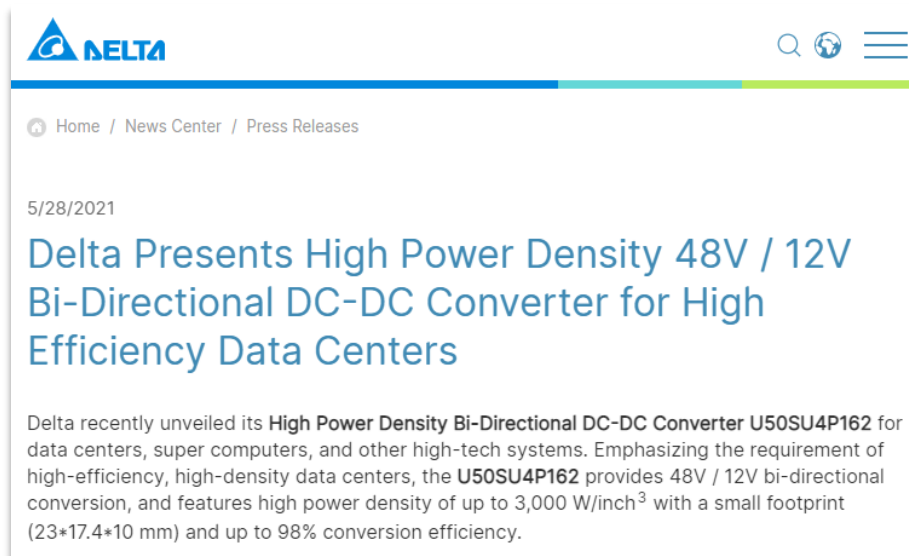 DELTA
Home / News Center / Press Releases
5/28/2021
Delta Presents High Power Density 48V / 12V
Bi-Directional DC-DC Converter for High
Efficiency Data Centers
Delta recently unveiled its High Power Density Bi-Directional DC-DC Converter U50SU4P162 for
data centers, super computers, and other high-tech systems. Emphasizing the requirement of
high-efficiency, high-density data centers, the U50SU4P162 provides 48V / 12V bi-directional
conversion, and features high power density of up to 3,000 W/inch³ with a small footprint
(23*17.4*10 mm) and up to 98% conversion efficiency.